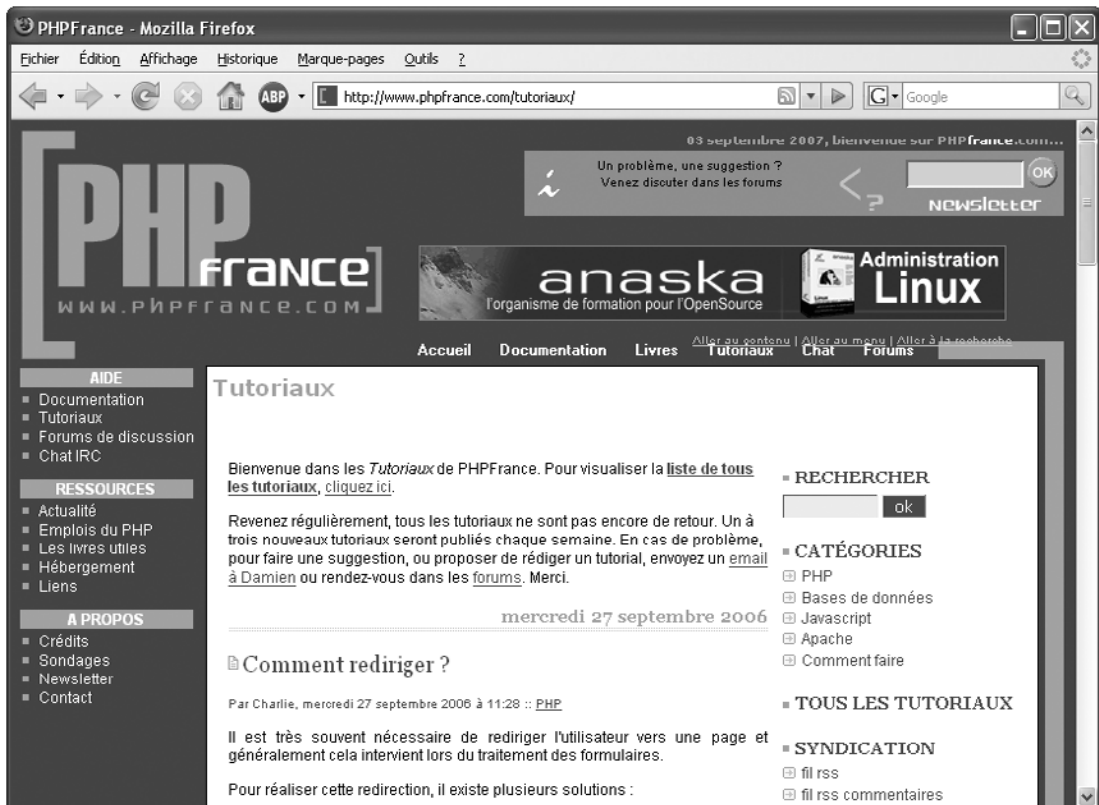 PHPFrance - Mozilla Firefox
Fichier Édition Affichage Historique Marque-pages Outils ?
ABP http://www.phpfrance.com/tutoriaux/ G Google
03 septembre 2007, bienvenue sur PHPfrance.com...
Un problème, une suggestion ?
Venez discuter dans les forums
i
<?
OK
Newsletter
PHP
france
www.phpfrance.com
anaska
l'organisme de formation pour l'OpenSource
Administration
Linux
Aller au contenu | Aller au menu | Aller à la recherche
Accueil Documentation Livres Tutoriaux Chat Forums
AIDE
Documentation
Tutoriaux
Forums de discussion
Chat IRC
RESSOURCES
Actualité
Emplois du PHP
Les livres utiles
Hébergement
Liens
A PROPOS
Crédits
Sondages
Newsletter
Contact
Tutoriaux
Bienvenue dans les Tutoriaux de PHPFrance. Pour visualiser la liste de tous
les tutoriaux, cliquez ici.
Revenez régulièrement, tous les tutoriaux ne sont pas encore de retour. Un à
trois nouveaux tutoriaux seront publiés chaque semaine. En cas de problème,
pour faire une suggestion, ou proposer de rédiger un tutorial, envoyez un email
à Damien ou rendez-vous dans les forums. Merci.
mercredi 27 septembre 2006
Comment rediriger ?
Par Charlie, mercredi 27 septembre 2006 à 11:28 :: PHP
Il est très souvent nécessaire de rediriger l'utilisateur vers une page et
généralement cela intervient lors du traitement des formulaires.
Pour réaliser cette redirection, il existe plusieurs solutions :
RECHERCHER
ok
CATÉGORIES
PHP
Bases de données
Javascript
Apache
Comment faire
TOUS LES TUTORIAUX
SYNDICATION
fil rss
fil rss commentaires